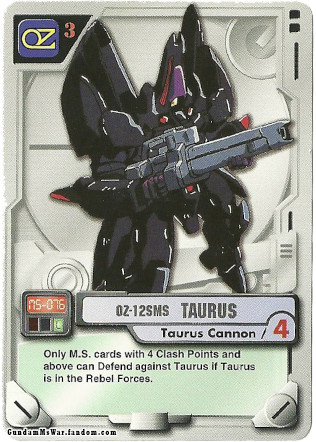 OZ 3
MS-076
C
OZ-12SMS TAURUS
Taurus Cannon / 4
Only M.S. cards with 4 Clash Points and
above can Defend against Taurus if Taurus
is in the Rebel Forces.
GundamMsWar.fandom.com